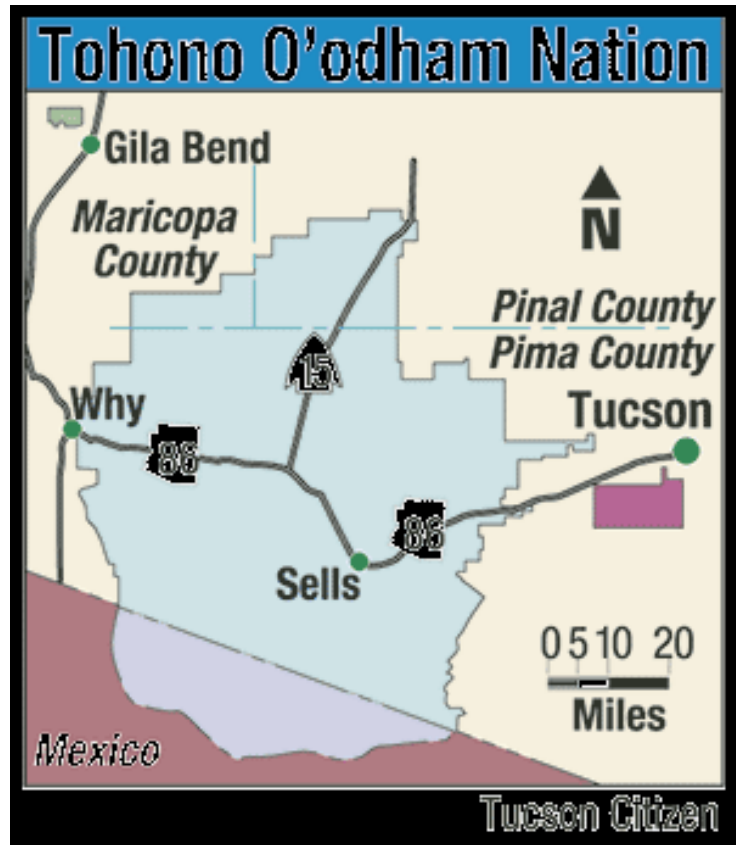 Tohono O'odham Nation
Gila Bend
Maricopa
County
N
Pinal County
Pima County
15
Why
Tucson
86
86
Sells
0 5 10 20
Miles
Mexico
Tucson Citizen